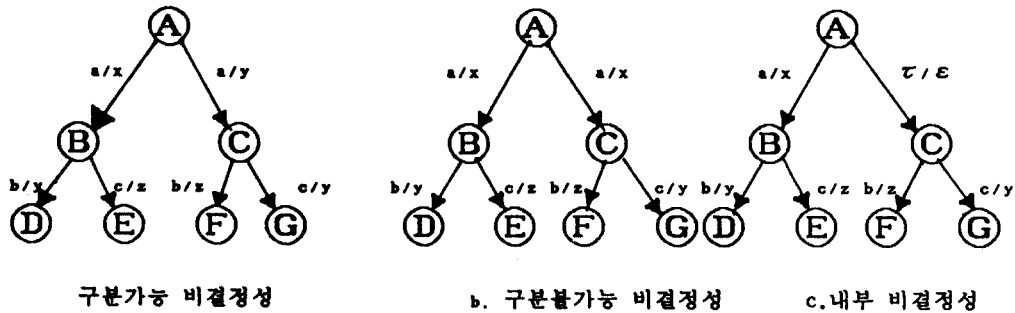 A A A
a/x a/y a/x a/x a/x τ/ε
B C B C B C
b/y c/z b/z c/y b/y c/z b/z c/y b/y c/z b/z c/y
D E F G D E F G D E F G
구분가능 비결정성 b. 구분불가능 비결정성 c.내부 비결정성